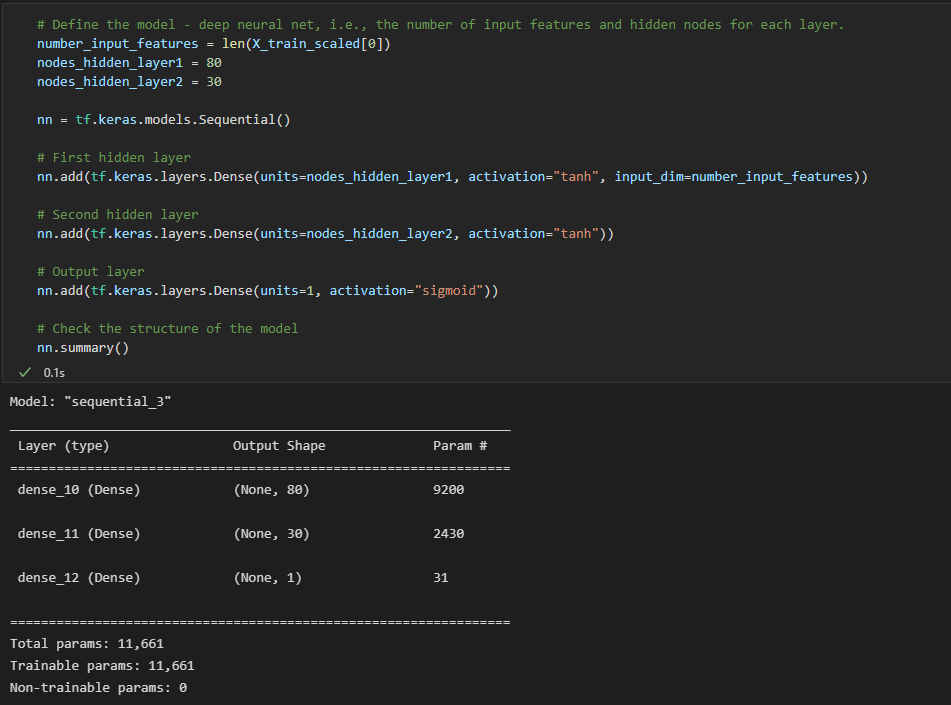 # Define the model - deep neural net, i.e., the number of input features and hidden nodes for each layer.
number_input_features = len(X_train_scaled[0])
nodes_hidden_layer1 = 80
nodes_hidden_layer2 = 30
nn = tf.keras.models.Sequential()
# First hidden layer
nn.add(tf.keras.layers.Dense(units=nodes_hidden_layer1, activation="tanh", input_dim=number_input_features))
# Second hidden layer
nn.add(tf.keras.layers.Dense(units=nodes_hidden_layer2, activation="tanh"))
# Output layer
nn.add(tf.keras.layers.Dense(units=1, activation="sigmoid"))
# Check the structure of the model
nn.summary()
✓ 0.1s
Model: "sequential_3"
_________________________________________________________________
Layer (type) Output Shape Param #
=================================================================
dense_10 (Dense) (None, 80) 9200
dense_11 (Dense) (None, 30) 2430
dense_12 (Dense) (None, 1) 31
=================================================================
Total params: 11,661
Trainable params: 11,661
Non-trainable params: 0